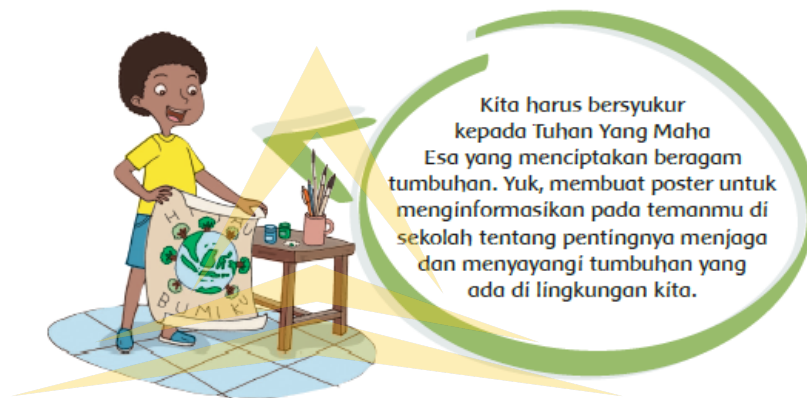 HIJAU
BUMIKU
Kita harus bersyukur
kepada Tuhan Yang Maha
Esa yang menciptakan beragam
tumbuhan. Yuk, membuat poster untuk
menginformasikan pada temanmu di
sekolah tentang pentingnya menjaga
dan menyayangi tumbuhan yang
ada di lingkungan kita.